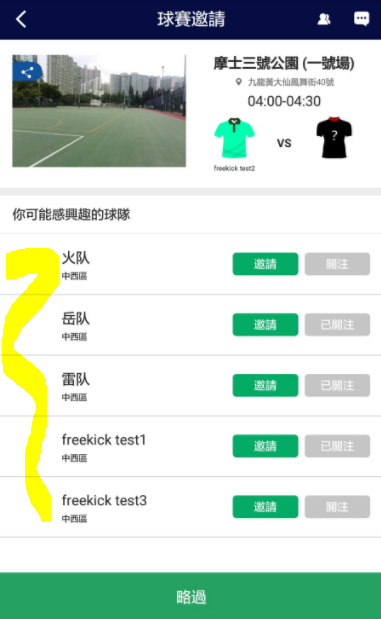 球賽邀請
摩士三號公園 (一號場)
九龍黃大仙鳳舞街40號
04:00-04:30
VS
?
freekick test2
你可能感興趣的球隊
火队
中西區
邀請
關注
岳队
中西區
邀請
已關注
雷队
中西區
邀請
已關注
freekick test1
中西區
邀請
已關注
freekick test3
中西區
邀請
關注
略過